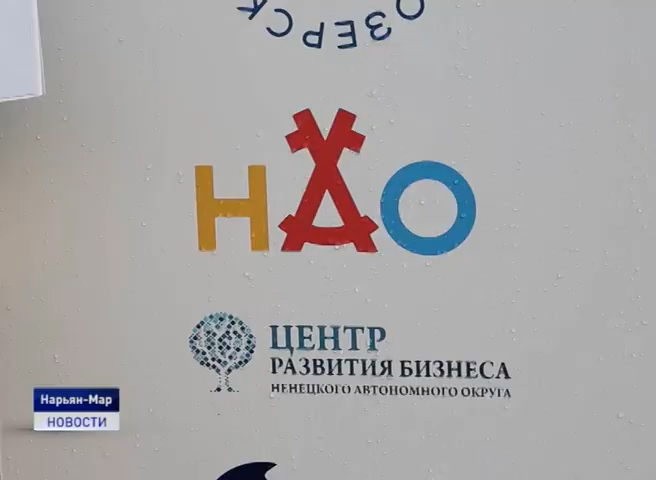 ОЗЕРСК
НАО
ЦЕНТР
РАЗВИТИЯ БИЗНЕСА
НЕНЕЦКОГО АВТОНОМНОГО ОКРУГА
Нарьян-Мар
НОВОСТИ